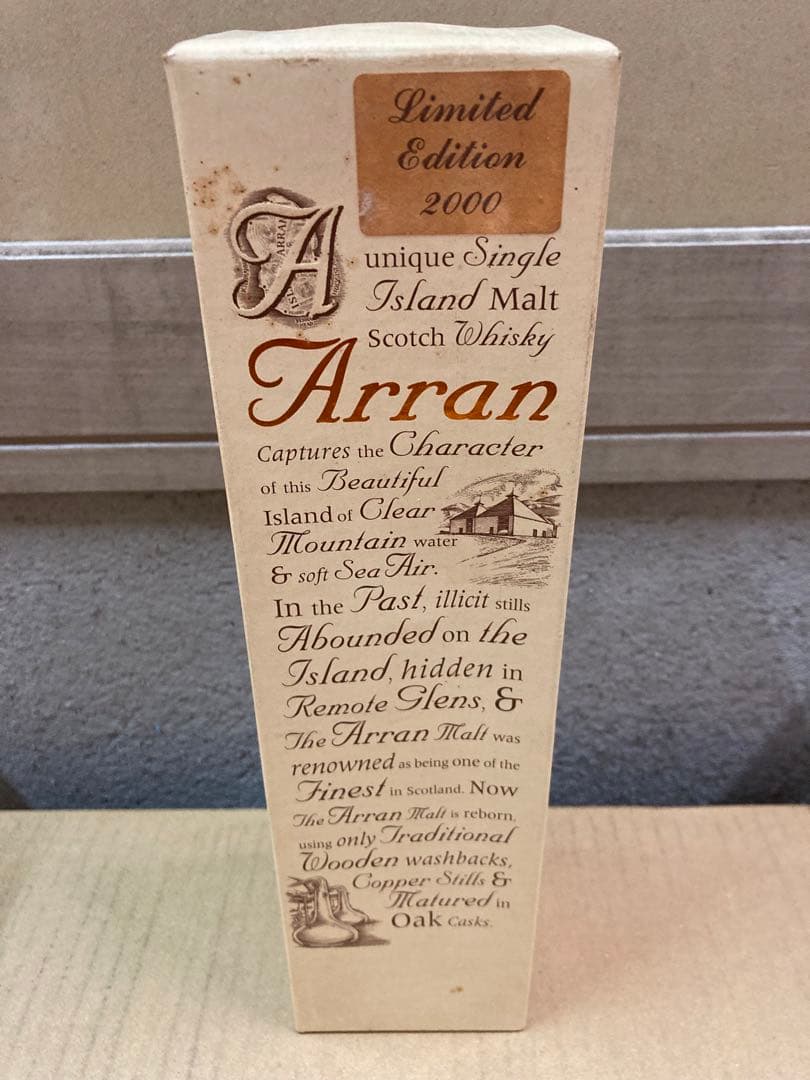 Limited
Edition
2000
A
ARRAN
unique Single
Island Malt
Scotch Whisky
Arran
Captures the Character
of this Beautiful
Island of Clear
Mountain water
& soft Sea Air.
In the Past, illicit stills
Abounded on the
Island, hidden in
Remote Glens, &
The Arran Malt was
renowned as being one of the
Finest in Scotland. Now
The Arran Malt is reborn,
using only Traditional
Wooden washbacks,
Copper Stills &
Matured in
Oak Casks.